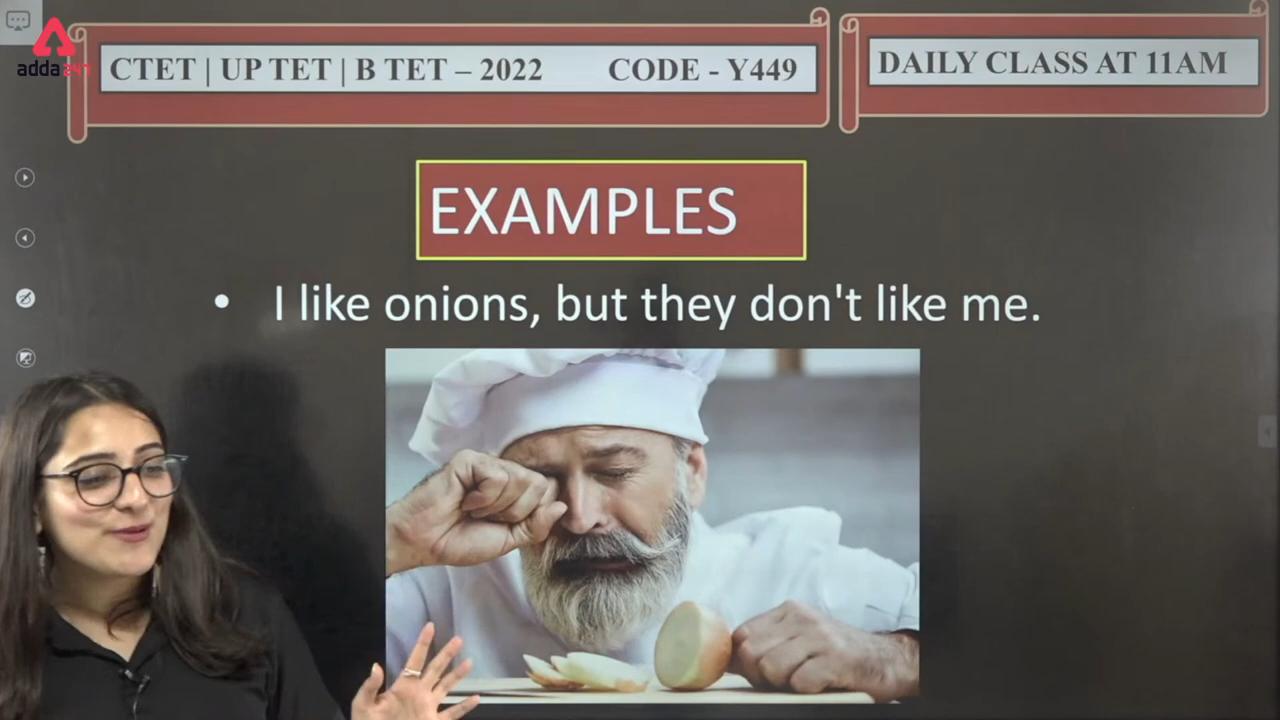 adda247
CTET | UP TET | B TET – 2022 CODE - Y449
DAILY CLASS AT 11AM
EXAMPLES
• I like onions, but they don't like me.